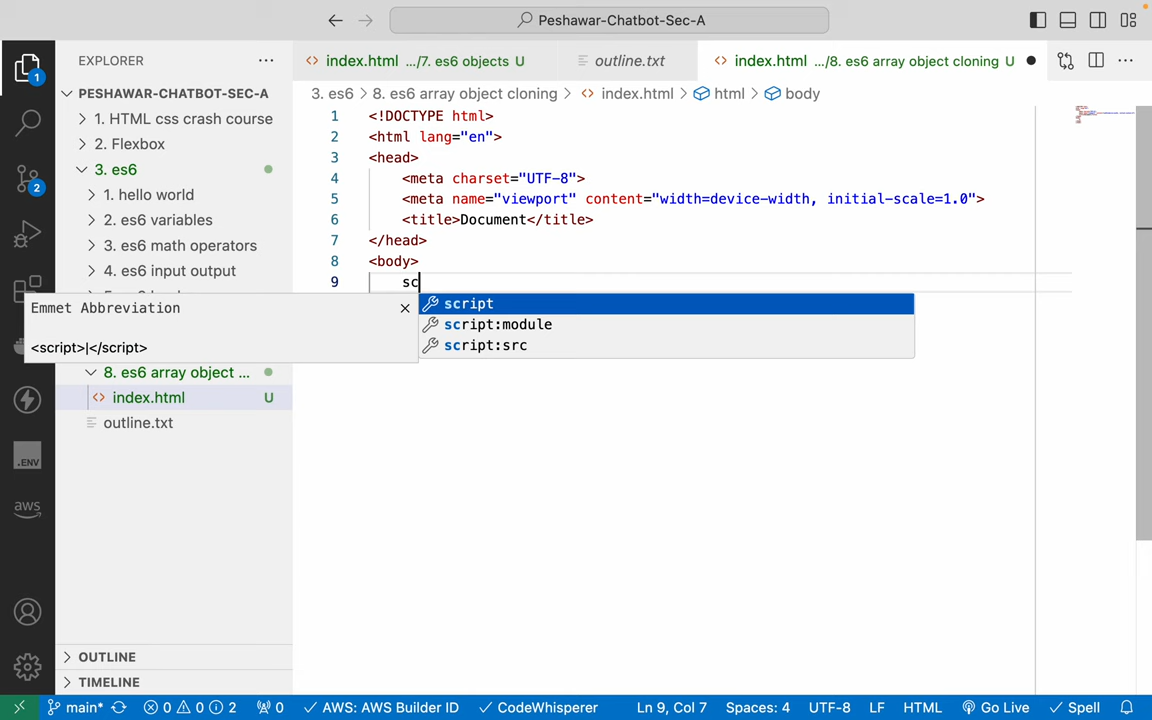 Peshawar-Chatbot-Sec-A
EXPLORER
index.html .../7. es6 objects U
outline.txt
index.html .../8. es6 array object cloning U
PESHAWAR-CHATBOT-SEC-A
1. HTML css crash course
2. Flexbox
3. es6
1. hello world
2. es6 variables
3. es6 math operators
4. es6 input output
8. es6 array object ...
index.html U
outline.txt
OUTLINE
TIMELINE
1
2
.ENV
aws
3. es6 > 8. es6 array object cloning > index.html > html > body
1 <!DOCTYPE html>
2 <html lang="en">
3 <head>
4 <meta charset="UTF-8">
5 <meta name="viewport" content="width=device-width, initial-scale=1.0">
6 <title>Document</title>
7 </head>
8 <body>
9 sc
Emmet Abbreviation
<script>|</script>
script
script:module
script:src
main* 0 0 2 0 AWS: AWS Builder ID CodeWhisperer Ln 9, Col 7 Spaces: 4 UTF-8 LF HTML Go Live Spell